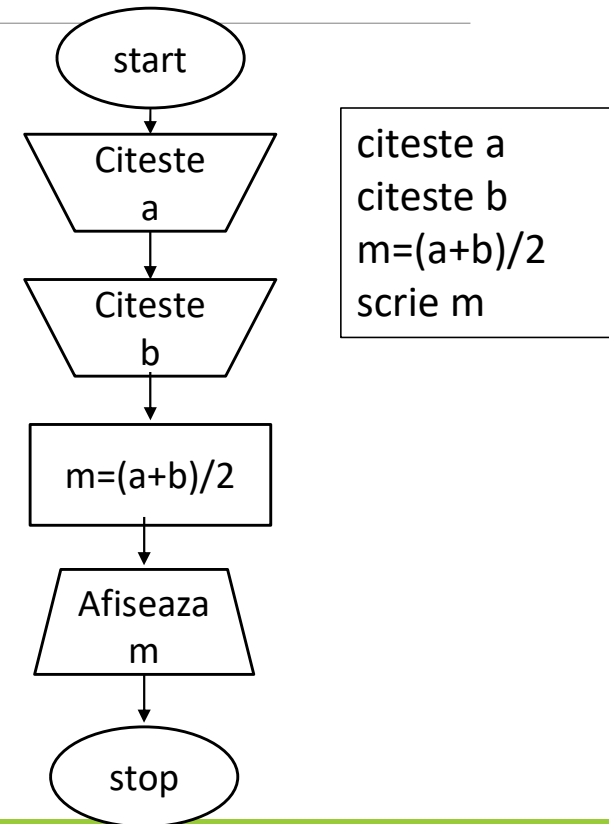 start
Citeste
a
Citeste
b
m=(a+b)/2
Afiseaza
m
stop
citeste a
citeste b
m=(a+b)/2
scrie m